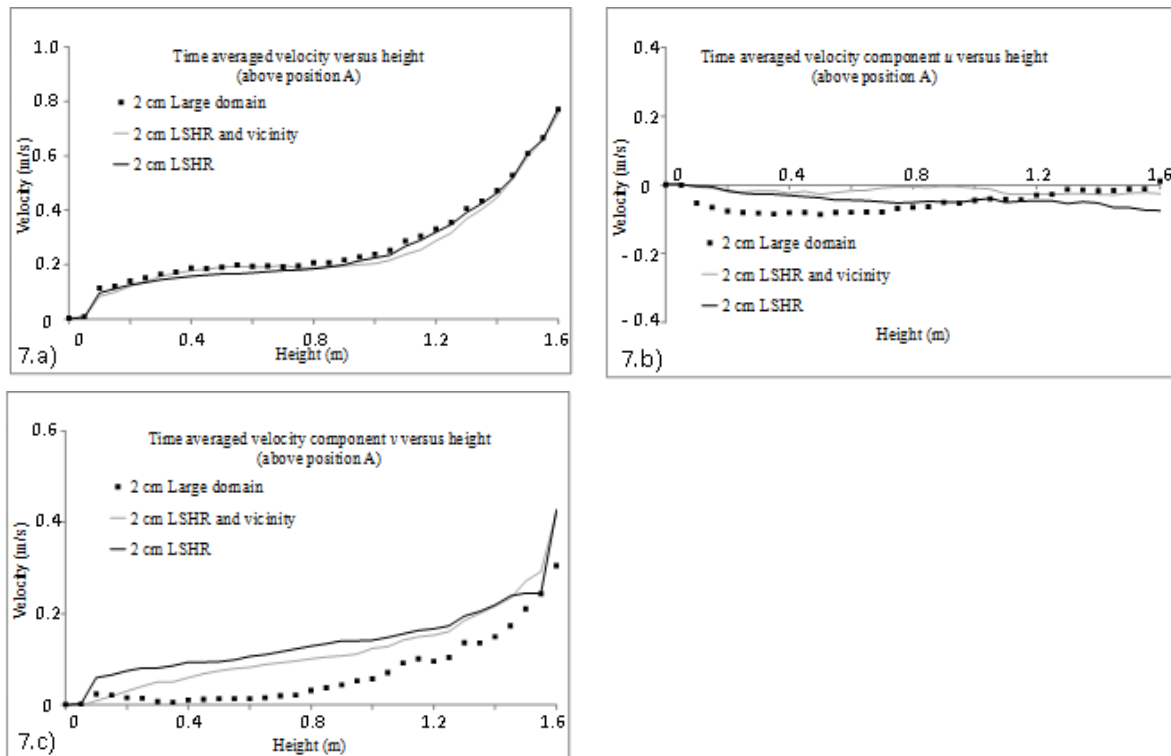 1.0
0.8
0.6
0.4
0.2
0
Velocity (m/s)
Time averaged velocity versus height
(above position A)
2 cm Large domain
2 cm LSHR and vicinity
2 cm LSHR
0 0.4 0.8 1.2 1.6
Height (m)
7.a)
0.4
0.2
0
- 0.2
- 0.4
Velocity (m/s)
Time averaged velocity component u versus height
(above position A)
0.4 0.8 1.2 1.6
2 cm Large domain
2 cm LSHR and vicinity
2 cm LSHR
0
Height (m)
7.b)
0.6
0.4
0.2
0
Velocity (m/s)
Time averaged velocity component v versus height
(above position A)
2 cm Large domain
2 cm LSHR and vicinity
2 cm LSHR
0 0.4 0.8 1.2 1.6
Height (m)
7.c)